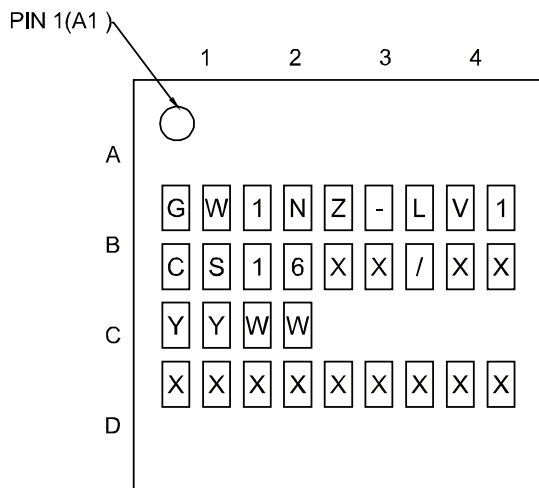 PIN 1(A1 )
1 2 3 4
A
GW1NZ-LV1
B
CS16XX/XX
C
YYWW
XXXXXXXXX
D